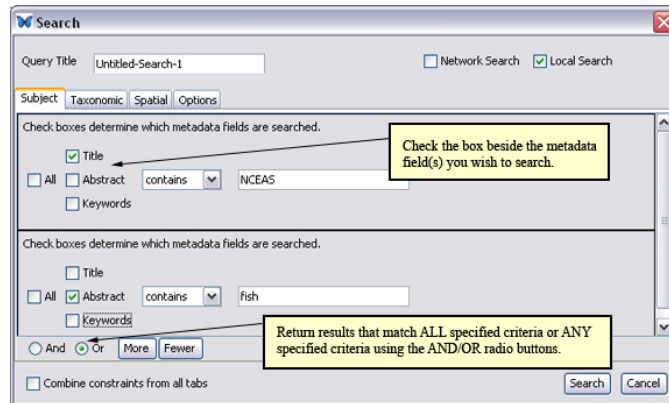 Search
Query Title Untitled-Search-1 Network Search Local Search
Subject Taxonomic Spatial Options
Check boxes determine which metadata fields are searched.
Check the box beside the metadata
field(s) you wish to search.
Title
All Abstract contains NCEAS
Keywords
Check boxes determine which metadata fields are searched.
Title
All Abstract contains fish
Keywords
Return results that match ALL specified criteria or ANY
specified criteria using the AND/OR radio buttons.
And Or More Fewer
Combine constraints from all tabs Search Cancel